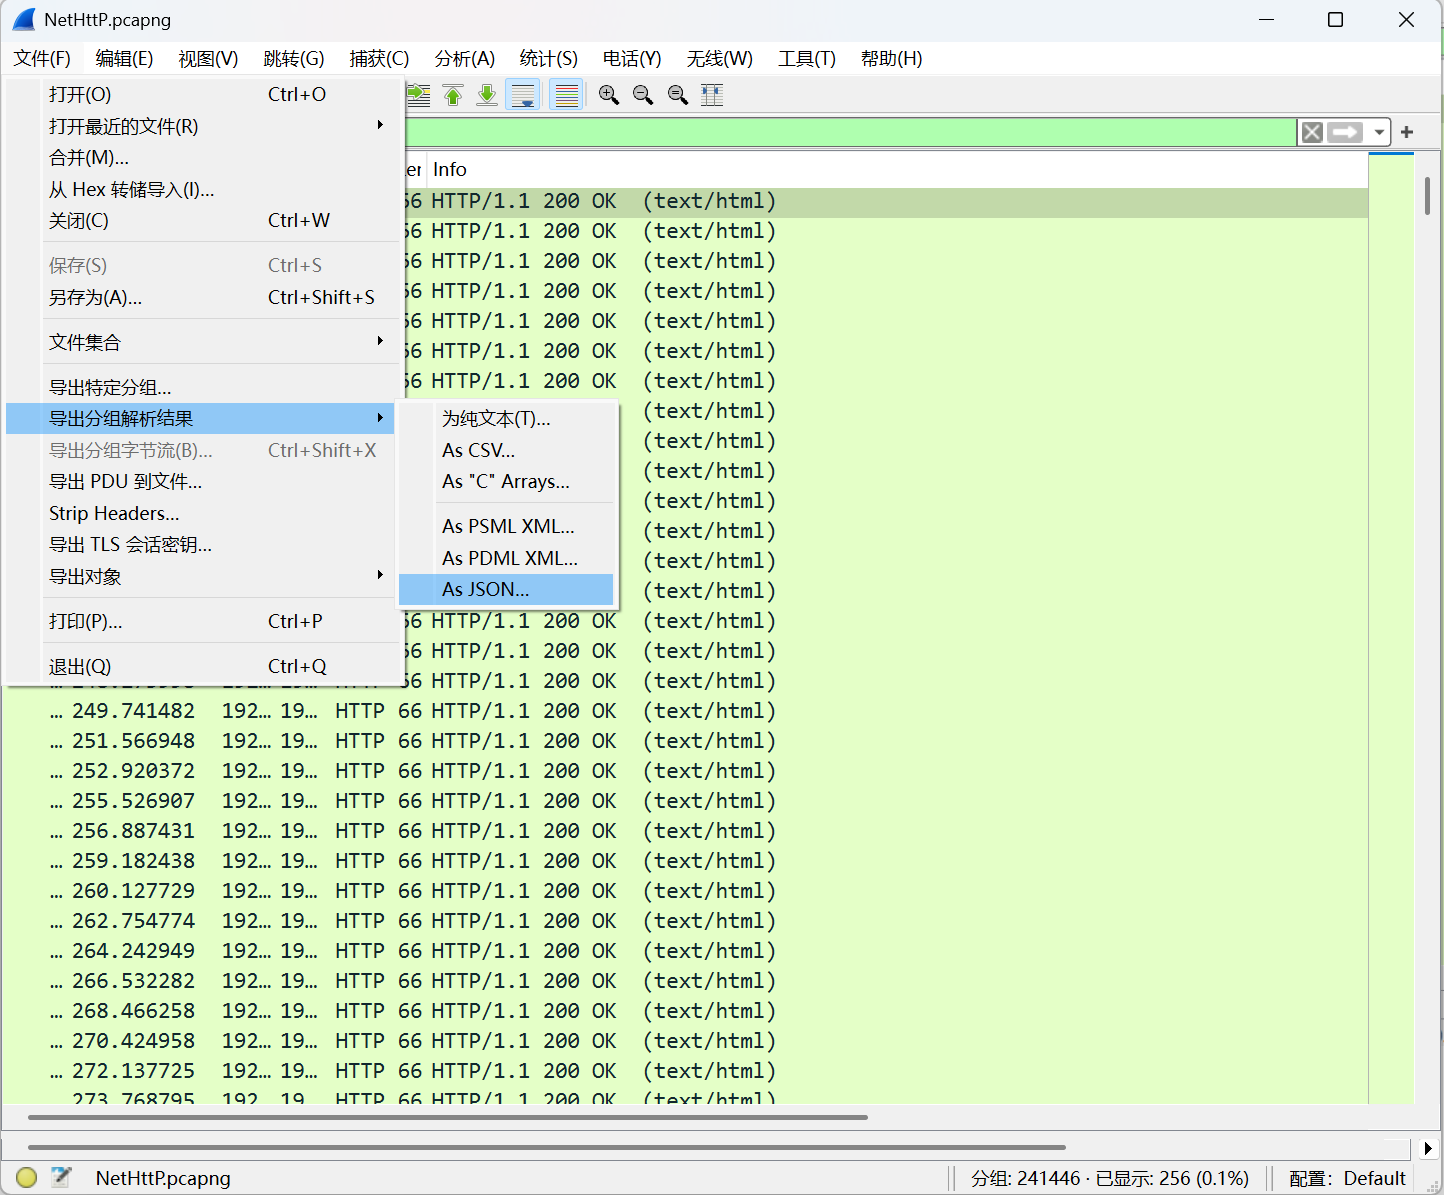 NetHttP.pcapng
文件(F) 编辑(E) 视图(V) 跳转(G) 捕获(C) 分析(A) 统计(S) 电话(Y) 无线(W) 工具(T) 帮助(H)
打开(O) Ctrl+O
打开最近的文件(R)
合并(M)...
从 Hex 转储导入(I)...
关闭(C) Ctrl+W
保存(S) Ctrl+S
另存为(A)... Ctrl+Shift+S
文件集合
导出特定分组...
导出分组解析结果
导出分组字节流(B)... Ctrl+Shift+X
导出 PDU 到文件...
Strip Headers...
导出 TLS 会话密钥...
导出对象
打印(P)... Ctrl+P
退出(Q) Ctrl+Q
为纯文本(T)...
As CSV...
As "C" Arrays...
As PSML XML...
As PDML XML...
As JSON...
Info
66 HTTP/1.1 200 OK (text/html)
66 HTTP/1.1 200 OK (text/html)
66 HTTP/1.1 200 OK (text/html)
66 HTTP/1.1 200 OK (text/html)
66 HTTP/1.1 200 OK (text/html)
66 HTTP/1.1 200 OK (text/html)
66 HTTP/1.1 200 OK (text/html)
(text/html)
(text/html)
(text/html)
(text/html)
(text/html)
(text/html)
(text/html)
66 HTTP/1.1 200 OK (text/html)
66 HTTP/1.1 200 OK (text/html)
66 HTTP/1.1 200 OK (text/html)
... 249.741482 192... 19... HTTP 66 HTTP/1.1 200 OK (text/html)
... 251.566948 192... 19... HTTP 66 HTTP/1.1 200 OK (text/html)
... 252.920372 192... 19... HTTP 66 HTTP/1.1 200 OK (text/html)
... 255.526907 192... 19... HTTP 66 HTTP/1.1 200 OK (text/html)
... 256.887431 192... 19... HTTP 66 HTTP/1.1 200 OK (text/html)
... 259.182438 192... 19... HTTP 66 HTTP/1.1 200 OK (text/html)
... 260.127729 192... 19... HTTP 66 HTTP/1.1 200 OK (text/html)
... 262.754774 192... 19... HTTP 66 HTTP/1.1 200 OK (text/html)
... 264.242949 192... 19... HTTP 66 HTTP/1.1 200 OK (text/html)
... 266.532282 192... 19... HTTP 66 HTTP/1.1 200 OK (text/html)
... 268.466258 192... 19... HTTP 66 HTTP/1.1 200 OK (text/html)
... 270.424958 192... 19... HTTP 66 HTTP/1.1 200 OK (text/html)
... 272.137725 192... 19... HTTP 66 HTTP/1.1 200 OK (text/html)
273.768795 192 19 HTTP 66 HTTP/1.1 200 OK (text/html)
NetHttP.pcapng 分组: 241446 · 已显示: 256 (0.1%) 配置: Default